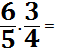 6/5 . 3/4 =